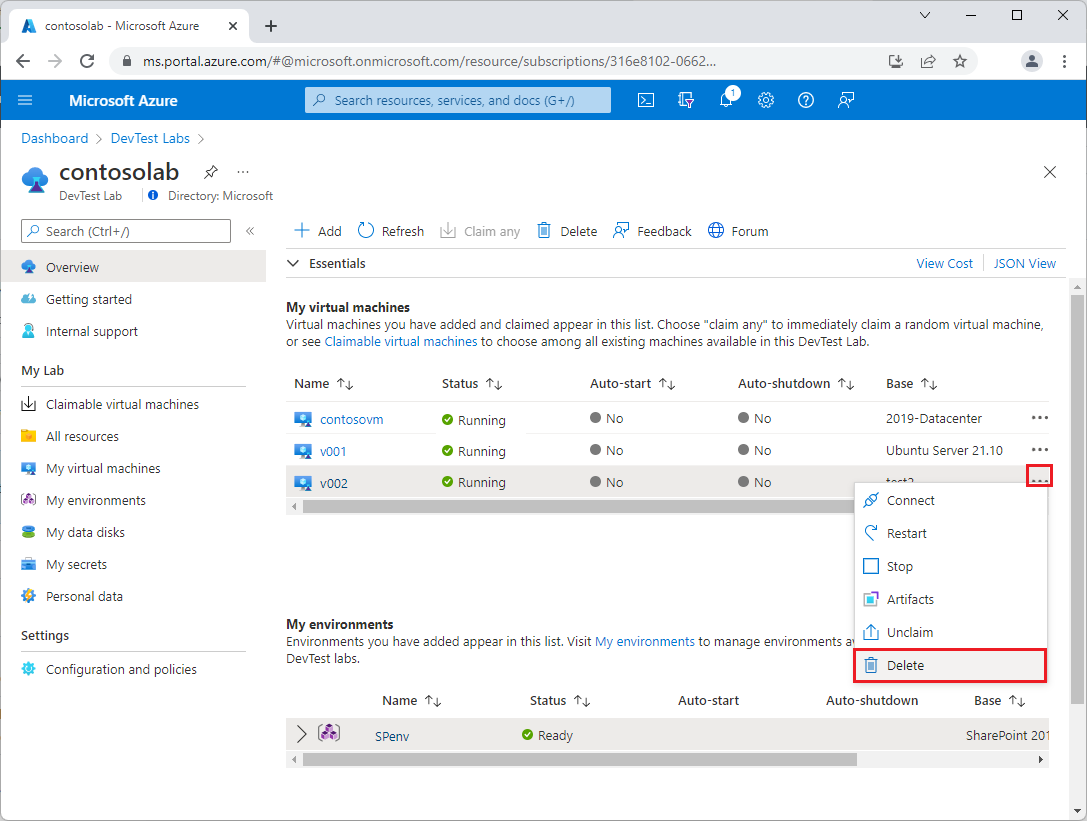 contosolab - Microsoft Azure
ms.portal.azure.com/#@microsoft.onmicrosoft.com/resource/subscriptions/316e8102-0662...
Microsoft Azure
Search resources, services, and docs (G+/)
1
Dashboard > DevTest Labs >
contosolab
...
DevTest Lab
Directory: Microsoft
Search (Ctrl+/)
«
Add
Refresh
Claim any
Delete
Feedback
Forum
Overview
Getting started
Internal support
My Lab
Claimable virtual machines
All resources
My virtual machines
My environments
My data disks
My secrets
Personal data
Settings
Configuration and policies
Essentials
View Cost
JSON View
My virtual machines
Virtual machines you have added and claimed appear in this list. Choose "claim any" to immediately claim a random virtual machine,
or see Claimable virtual machines to choose among all existing machines available in this DevTest Lab.
Name ↑↓ Status ↑↓ Auto-start ↑↓ Auto-shutdown ↑↓ Base ↑↓
contosovm Running No No 2019-Datacenter ...
v001 Running No No Ubuntu Server 21.10 ...
v002 Running No No test2 ...
Connect
Restart
Stop
Artifacts
Unclaim
Delete
My environments
Environments you have added appear in this list. Visit My environments to manage environments
DevTest labs.
Name ↑↓ Status ↑↓ Auto-start Auto-shutdown Base ↑↓
SPenv Ready SharePoint 201